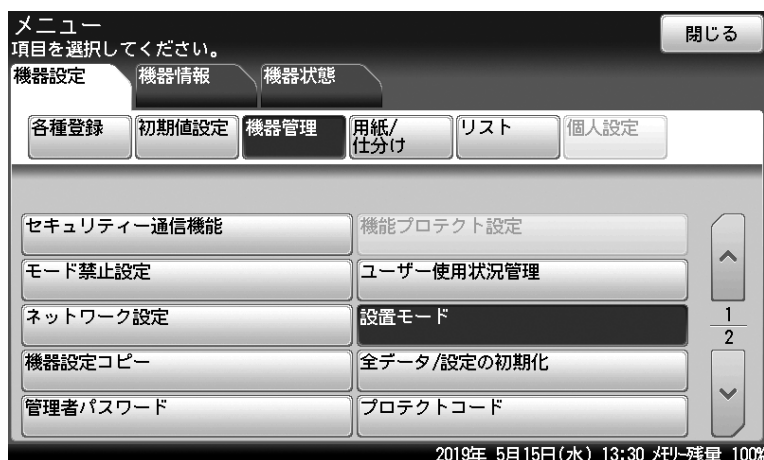 メニュー
項目を選択してください。
閉じる
機器設定 機器情報 機器状態
各種登録 初期値設定 機器管理 用紙/
仕分け リスト 個人設定
セキュリティー通信機能 機能プロテクト設定
モード禁止設定 ユーザー使用状況管理
ネットワーク設定 設置モード
機器設定コピー 全データ/設定の初期化
管理者パスワード プロテクトコード
1
2
2019年 5月15日(水) 13:30 メモリー残量 100%